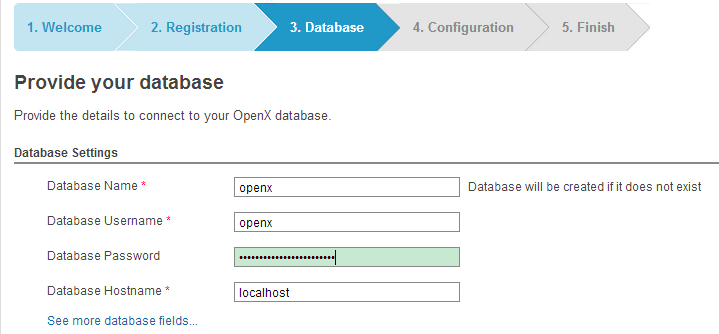 1. Welcome 2. Registration 3. Database 4. Configuration 5. Finish
Provide your database
Provide the details to connect to your OpenX database.
Database Settings
Database Name * openx Database will be created if it does not exist
Database Username * openx
Database Password ••••••••••••••••••••••••
Database Hostname * localhost
See more database fields...